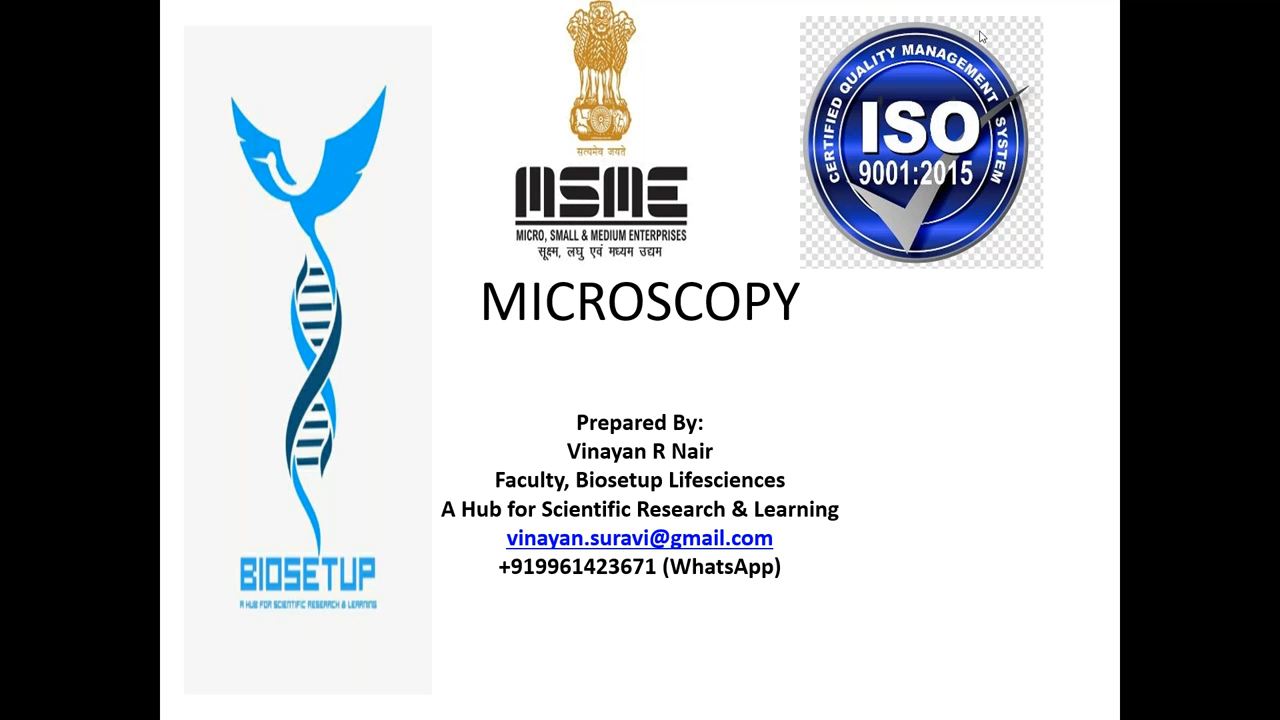 सत्यमेव जयते
MSME
MICRO, SMALL & MEDIUM ENTERPRISES
सूक्ष्म, लघु एवं मध्यम उद्यम
CERTIFIED QUALITY MANAGEMENT SYSTEM
ISO
9001:2015
MICROSCOPY
Prepared By:
Vinayan R Nair
Faculty, Biosetup Lifesciences
A Hub for Scientific Research & Learning
vinayan.suravi@gmail.com
+919961423671 (WhatsApp)
BIOSETUP
A HUB FOR SCIENTIFIC RESEARCH & LEARNING